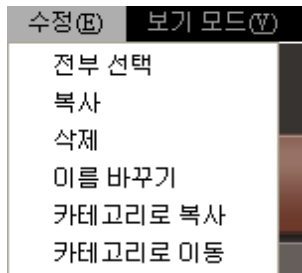 수정(E) 보기 모드(V)
전부 선택
복사
삭제
이름 바꾸기
카테고리로 복사
카테고리로 이동